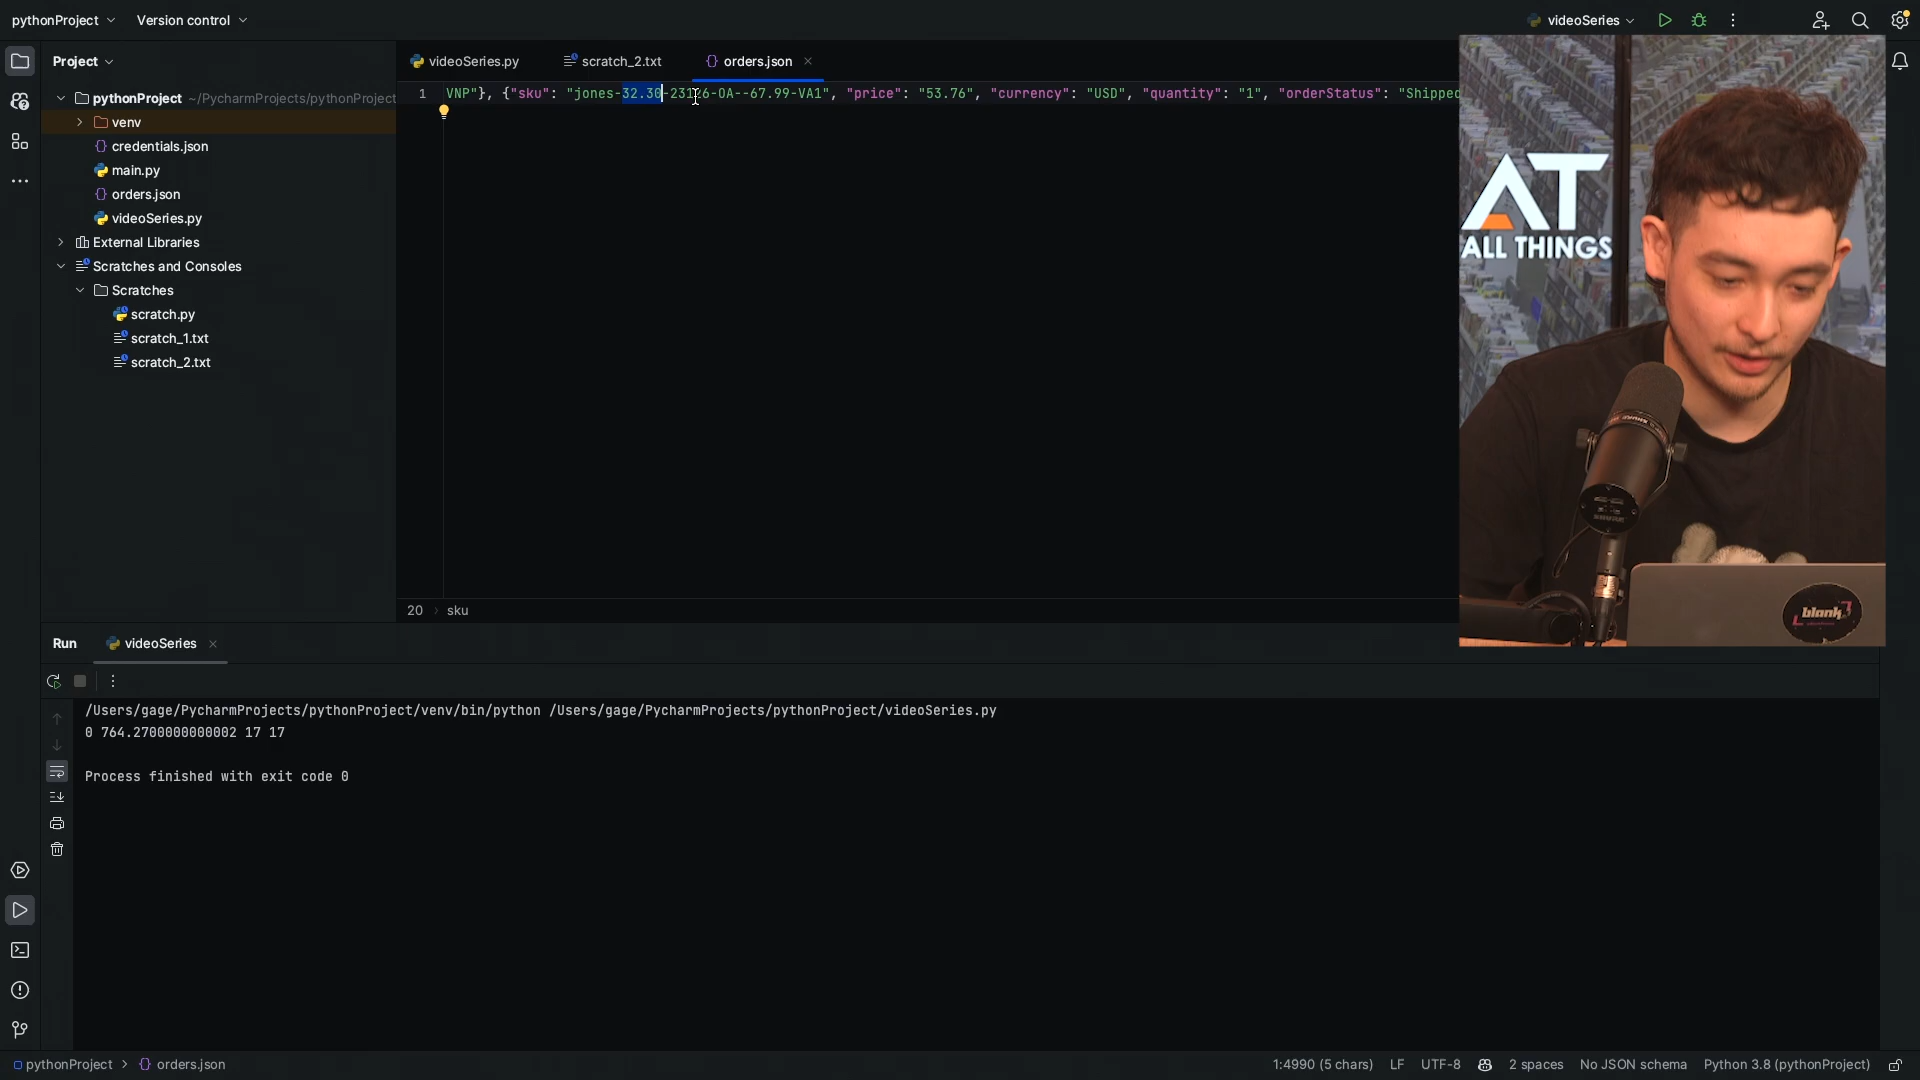 pythonProject
Version control
videoSeries
Project
videoSeries.py
scratch_2.txt
orders.json
pythonProject ~/PycharmProjects/pythonProject
venv
credentials.json
main.py
orders.json
videoSeries.py
External Libraries
Scratches and Consoles
Scratches
scratch.py
scratch_1.txt
scratch_2.txt
1 VNP"}, {"sku": "jones-32.30-23126-OA--67.99-VA1", "price": "53.76", "currency": "USD", "quantity": "1", "orderStatus": "Shipped
20 › sku
AT
ALL THINGS
blank
Run
videoSeries
/Users/gage/PycharmProjects/pythonProject/venv/bin/python /Users/gage/PycharmProjects/pythonProject/videoSeries.py
0 764.2700000000002 17 17
Process finished with exit code 0
pythonProject › orders.json
1:4990 (5 chars)
LF
UTF-8
2 spaces
No JSON schema
Python 3.8 (pythonProject)